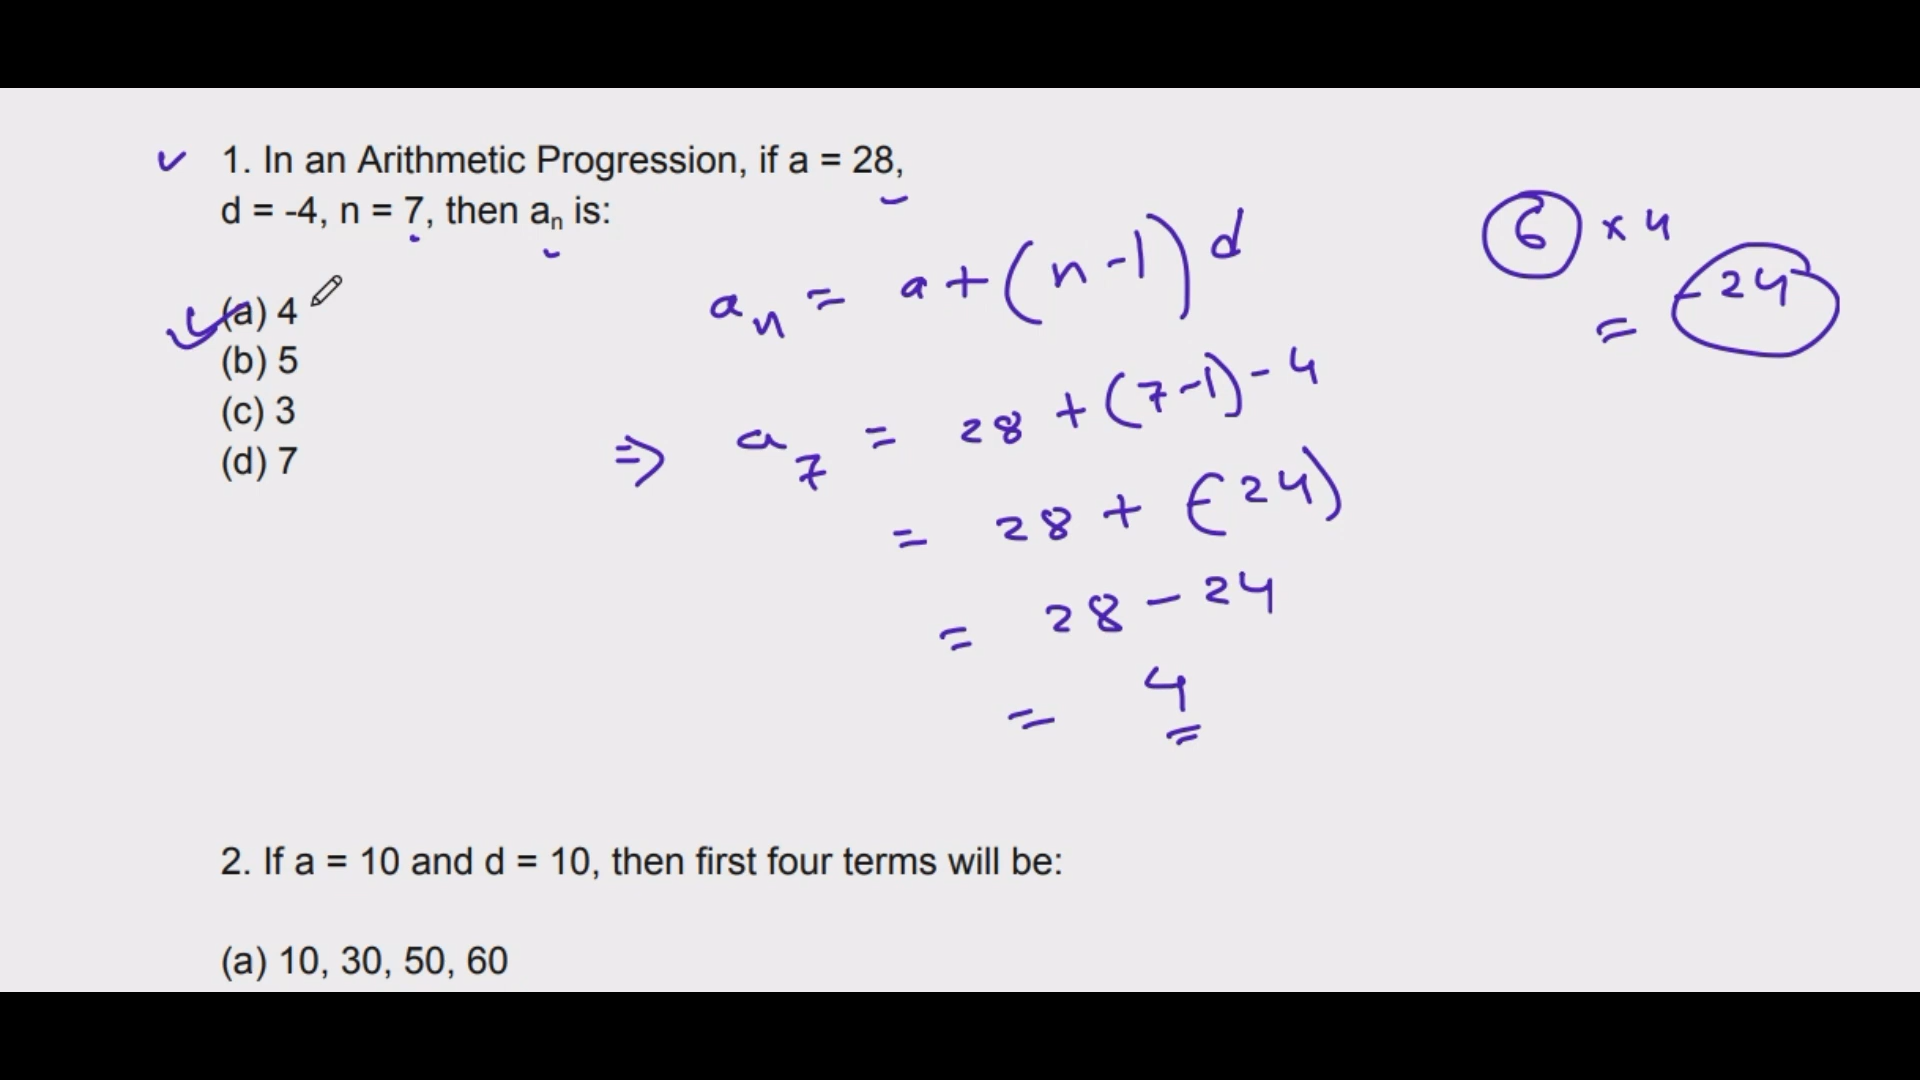 1. In an Arithmetic Progression, if a = 28,
d = -4, n = 7, then aₙ is:
(a) 4
(b) 5
(c) 3
(d) 7
aₙ = a + (n - 1) d
⇒ a₇ = 28 + (7 - 1) - 4
= 28 + (-24)
= 28 - 24
= 4
6 × 4
= - 24
2. If a = 10 and d = 10, then first four terms will be:
(a) 10, 30, 50, 60